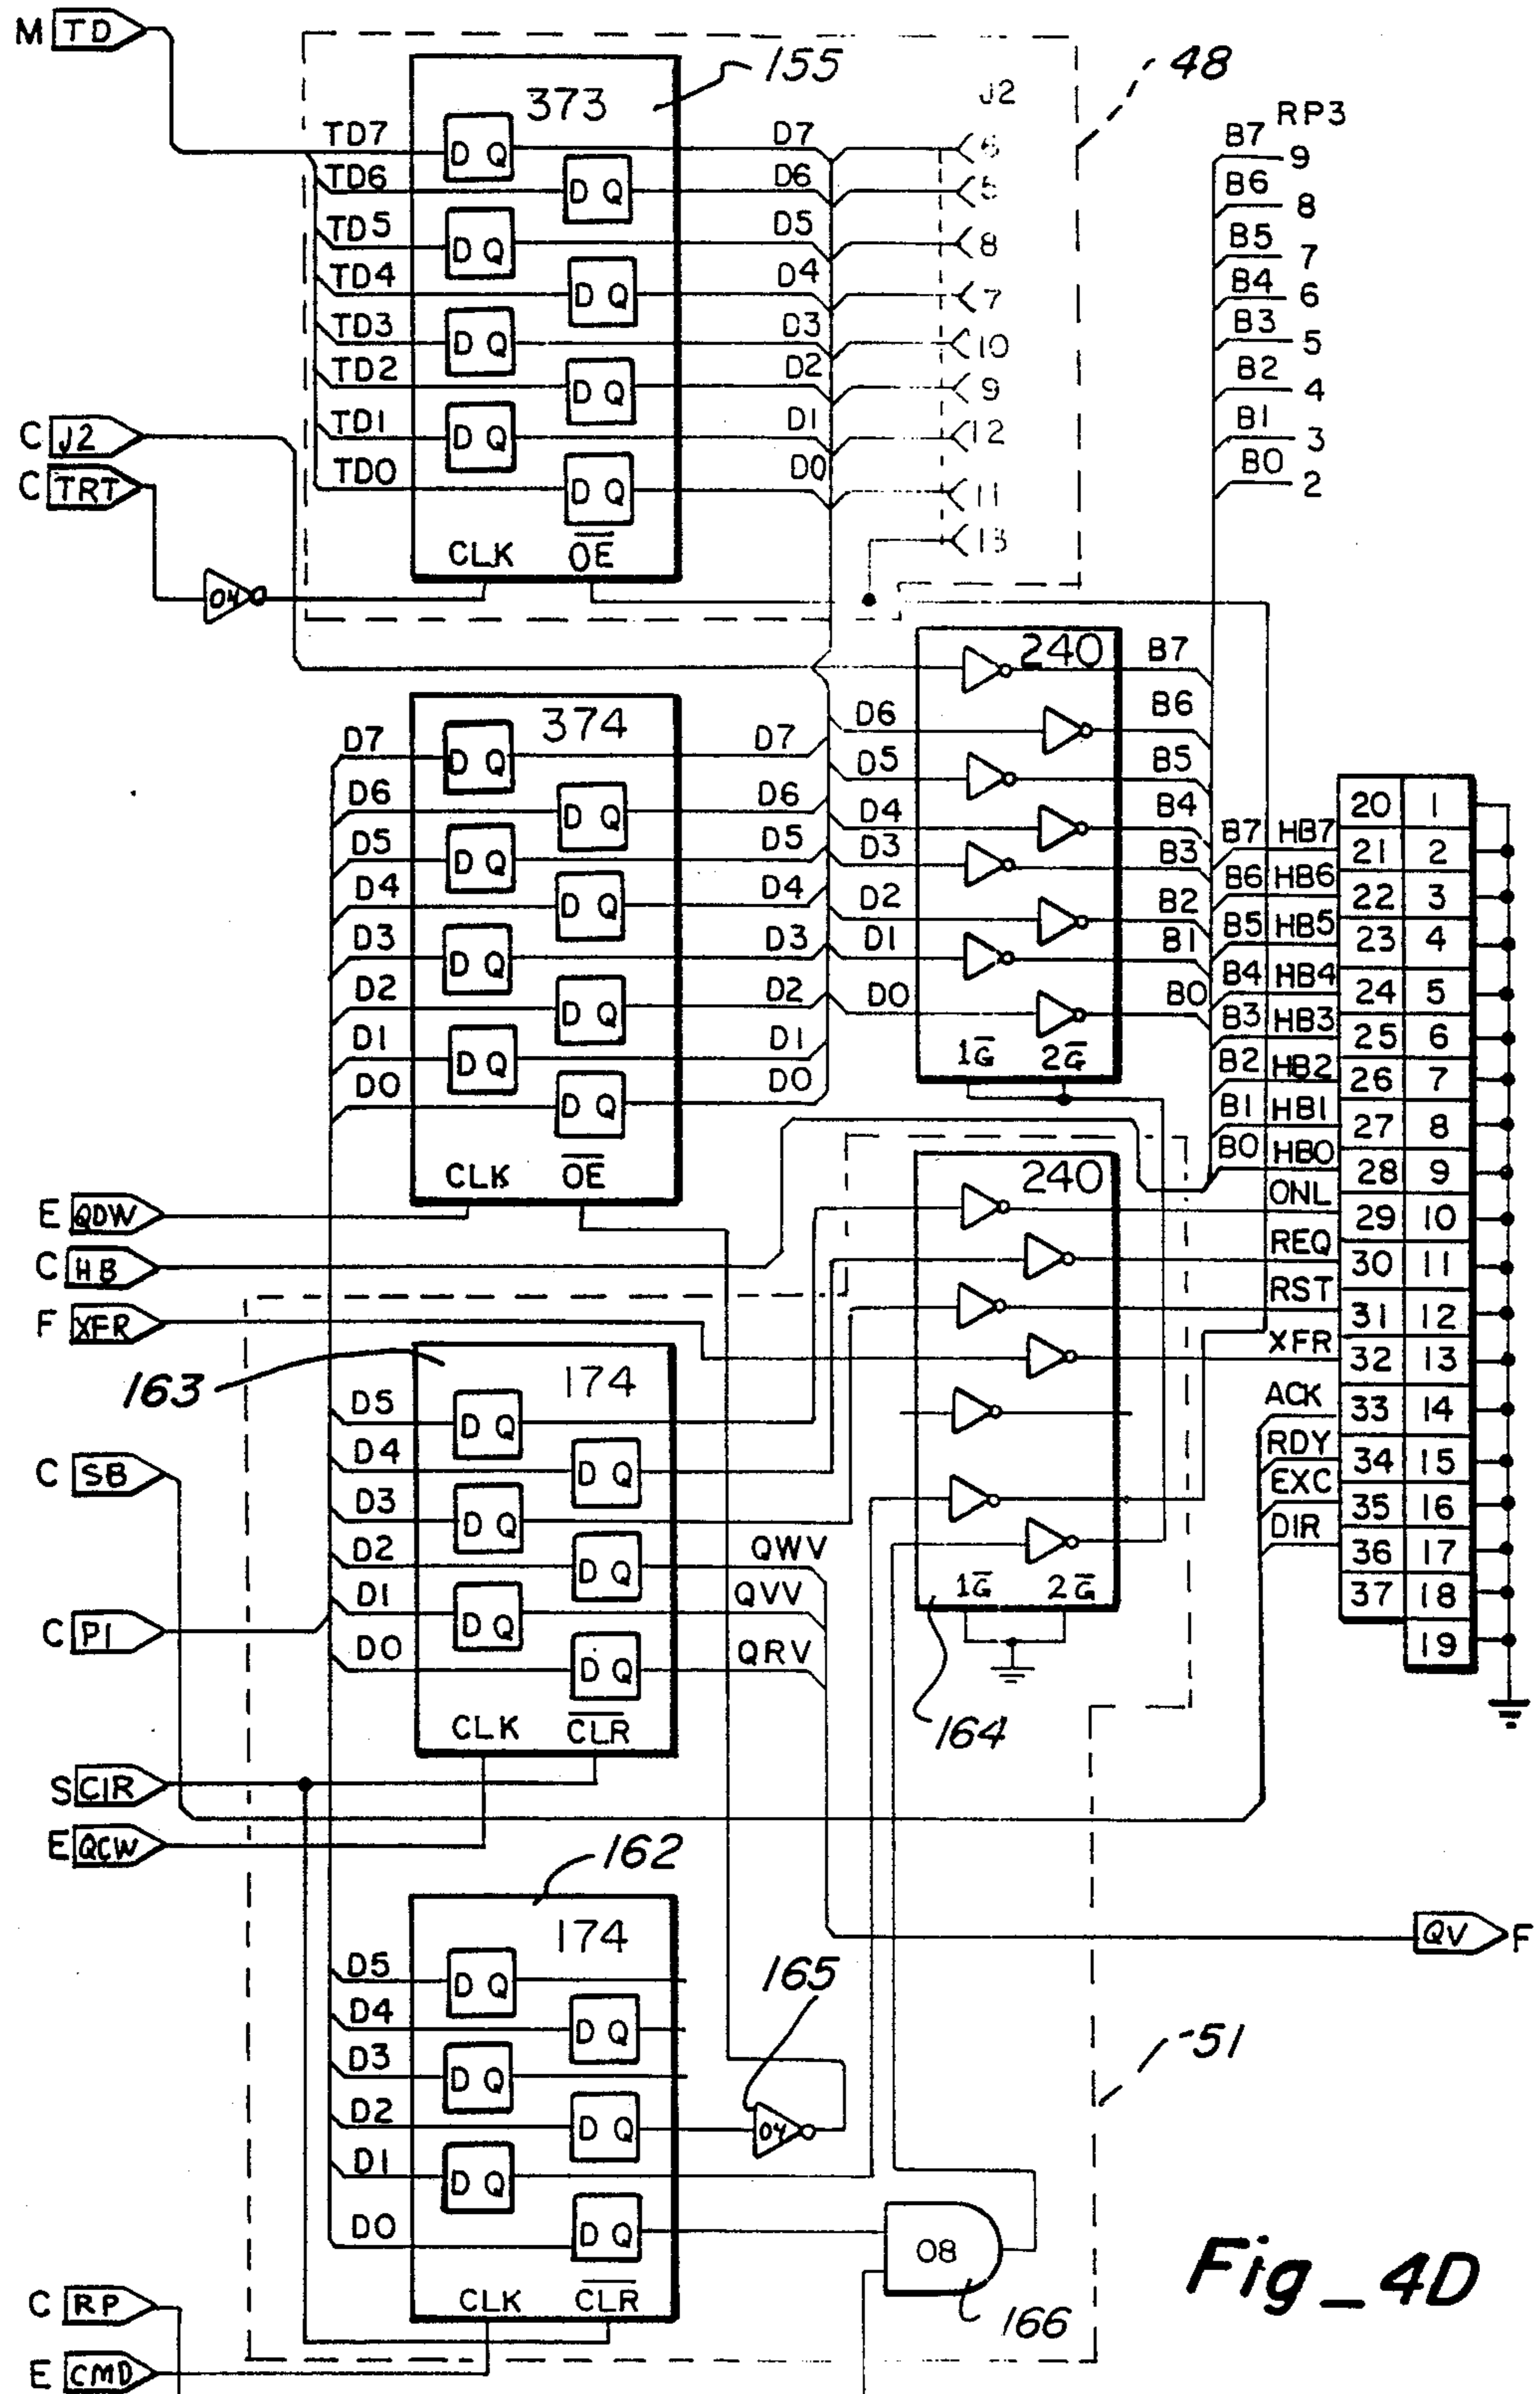 M TD
373
155
J2
48
RP3
TD7 D Q D7 6
TD6 D Q D6 5
TD5 D Q D5 8
TD4 D Q D4 7
TD3 D Q D3 10
TD2 D Q D2 9
TD1 D Q D1 12
TD0 D Q D0 11
13
CLK OE
B7 9
B6 8
B5 7
B4 6
B3 5
B2 4
B1 3
B0 2
C J2
C TRT
04
240
B7
D6 B6
D5 B5
D4 B4
D3 B3
D2 B2
D1 B1
D0 B0
1G 2G
374
D7 D Q D7
D6 D Q D6
D5 D Q D5
D4 D Q D4
D3 D Q D3
D2 D Q D2
D1 D Q D1
D0 D Q D0
CLK OE
20 1
B7 HB7 21 2
B6 HB6 22 3
B5 HB5 23 4
B4 HB4 24 5
B3 HB3 25 6
B2 HB2 26 7
B1 HB1 27 8
B0 HB0 28 9
ONL 29 10
REQ 30 11
RST 31 12
XFR 32 13
ACK 33 14
RDY 34 15
EXC 35 16
DIR 36 17
37 18
19
E QDW
C HB
F XFR
240
1G 2G
164
163
174
D5 D Q
D4 D Q
D3 D Q
D2 D Q QWV
D1 D Q QVV
D0 D Q QRV
CLK CLR
C SB
C PI
S CIR
E QCW
162
174
D5 D Q
D4 D Q
D3 D Q
D2 D Q
D1 D Q
D0 D Q
CLK CLR
165
04
QV F
51
08
166
C RP
E CMD
Fig_4D